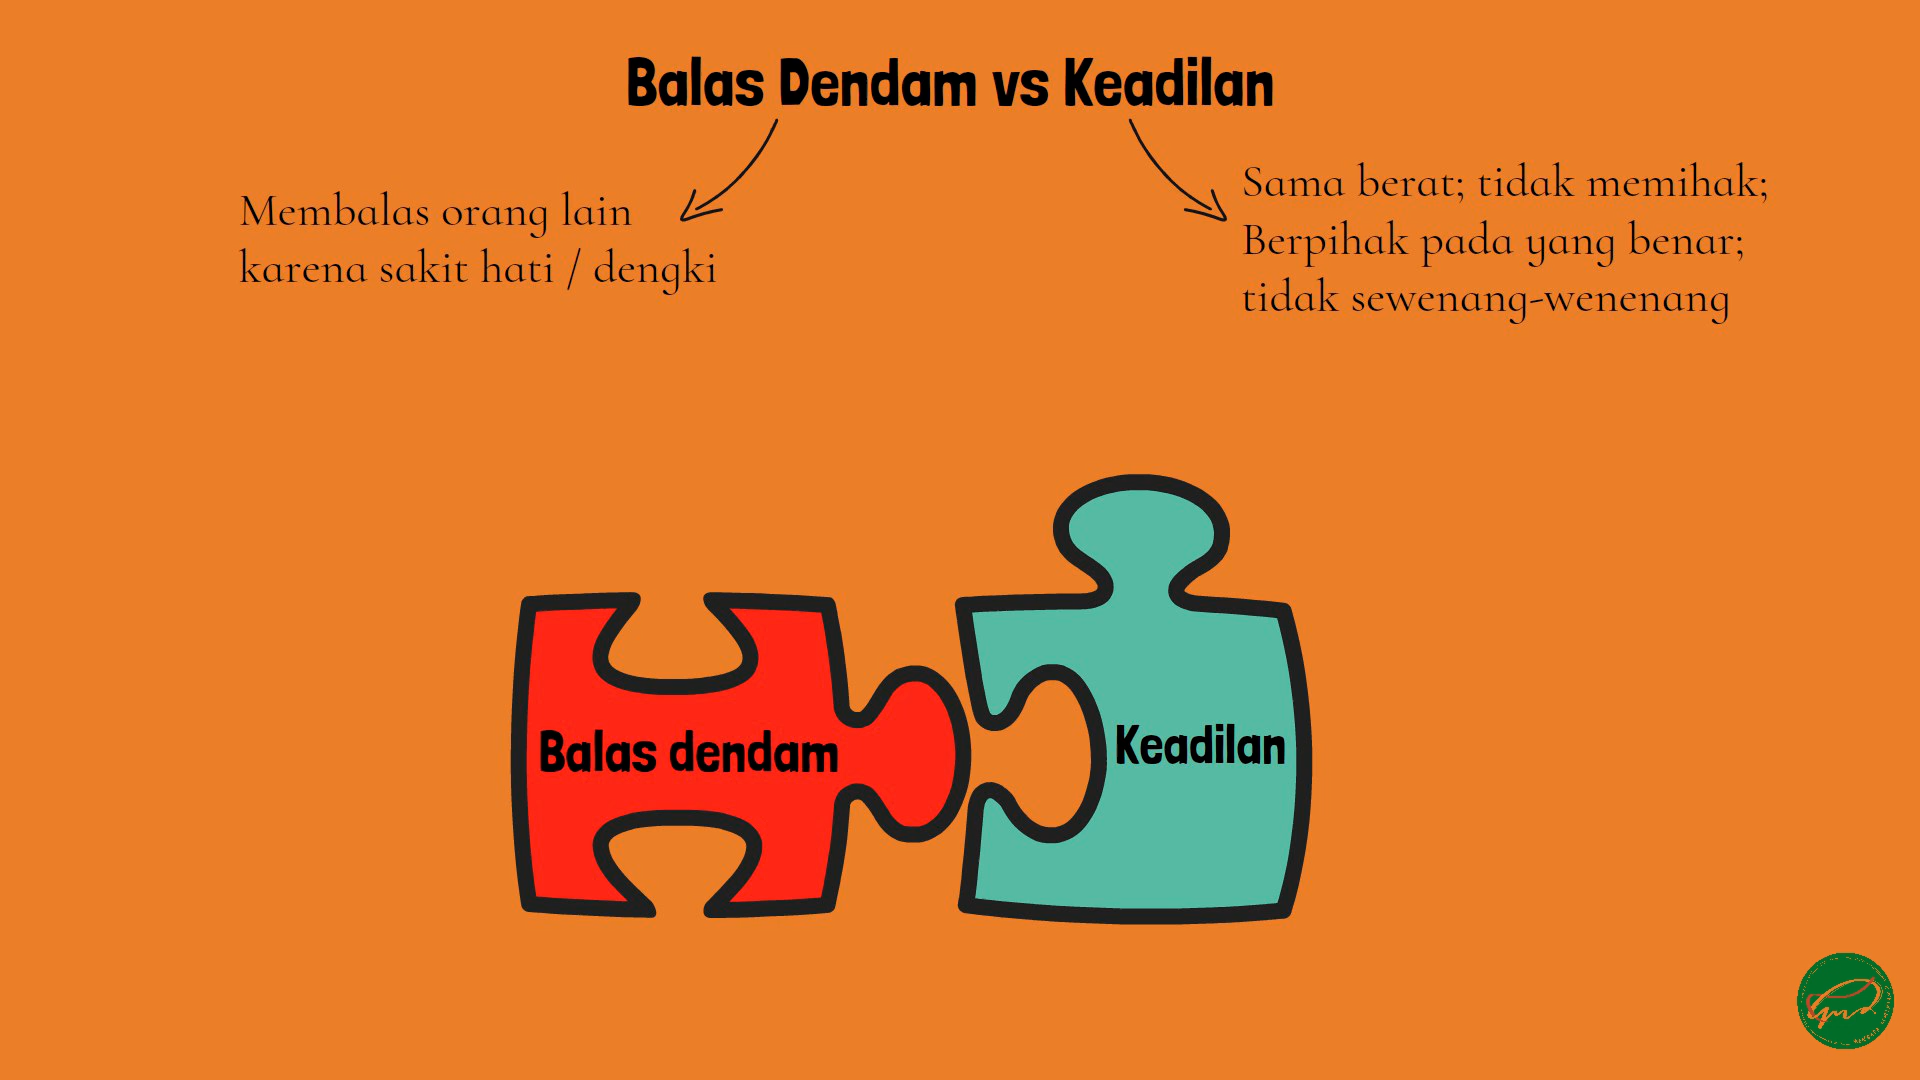 Balas Dendam vs Keadilan
Membalas orang lain
karena sakit hati / dengki
Sama berat; tidak memihak;
Berpihak pada yang benar;
tidak sewenang-wenenang
Balas dendam
Keadilan